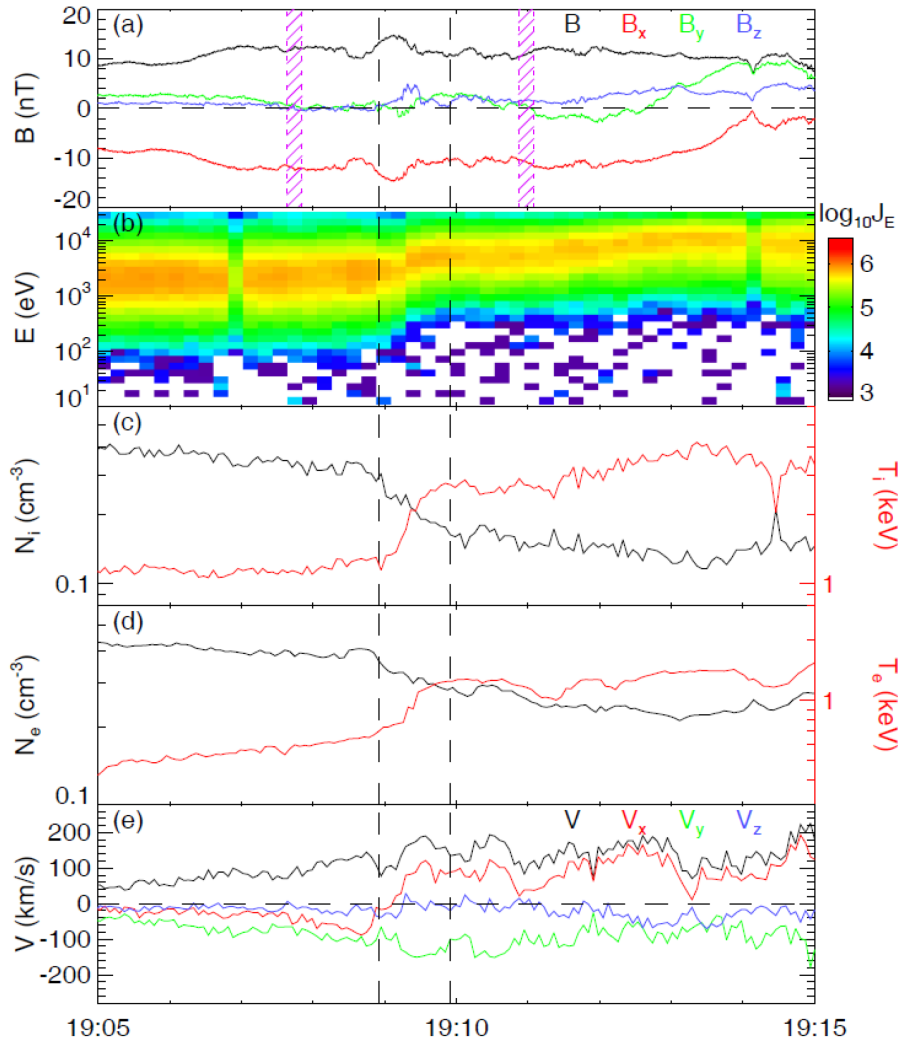 (a) B Bx By Bz
20
10
0
-10
-20
B (nT)
(b)
10^4
10^3
10^2
10^1
E (eV)
log10JE
6
5
4
3
(c)
0.1
Ni (cm-3)
1
Ti (keV)
(d)
0.1
Ne (cm-3)
1
Te (keV)
(e) V Vx Vy Vz
200
100
0
-100
-200
V (km/s)
19:05 19:10 19:15